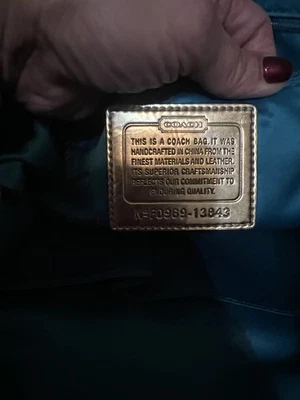 COACH
THIS IS A COACH BAG. IT WAS
HANDCRAFTED IN CHINA FROM THE
FINEST MATERIALS AND LEATHER.
ITS SUPERIOR CRAFTSMANSHIP
REFLECTS OUR COMMITMENT TO
ENDURING QUALITY.
-13843